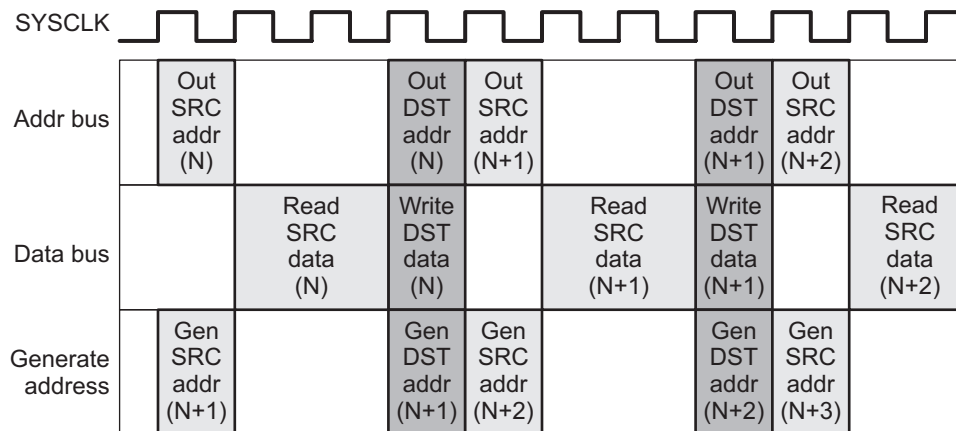 SYSCLK
Addr bus
Out
SRC
addr
(N)
Out
DST
addr
(N)
Out
SRC
addr
(N+1)
Out
DST
addr
(N+1)
Out
SRC
addr
(N+2)
Data bus
Read
SRC
data
(N)
Write
DST
data
(N)
Read
SRC
data
(N+1)
Write
DST
data
(N+1)
Read
SRC
data
(N+2)
Generate
address
Gen
SRC
addr
(N+1)
Gen
DST
addr
(N+1)
Gen
SRC
addr
(N+2)
Gen
DST
addr
(N+2)
Gen
SRC
addr
(N+3)